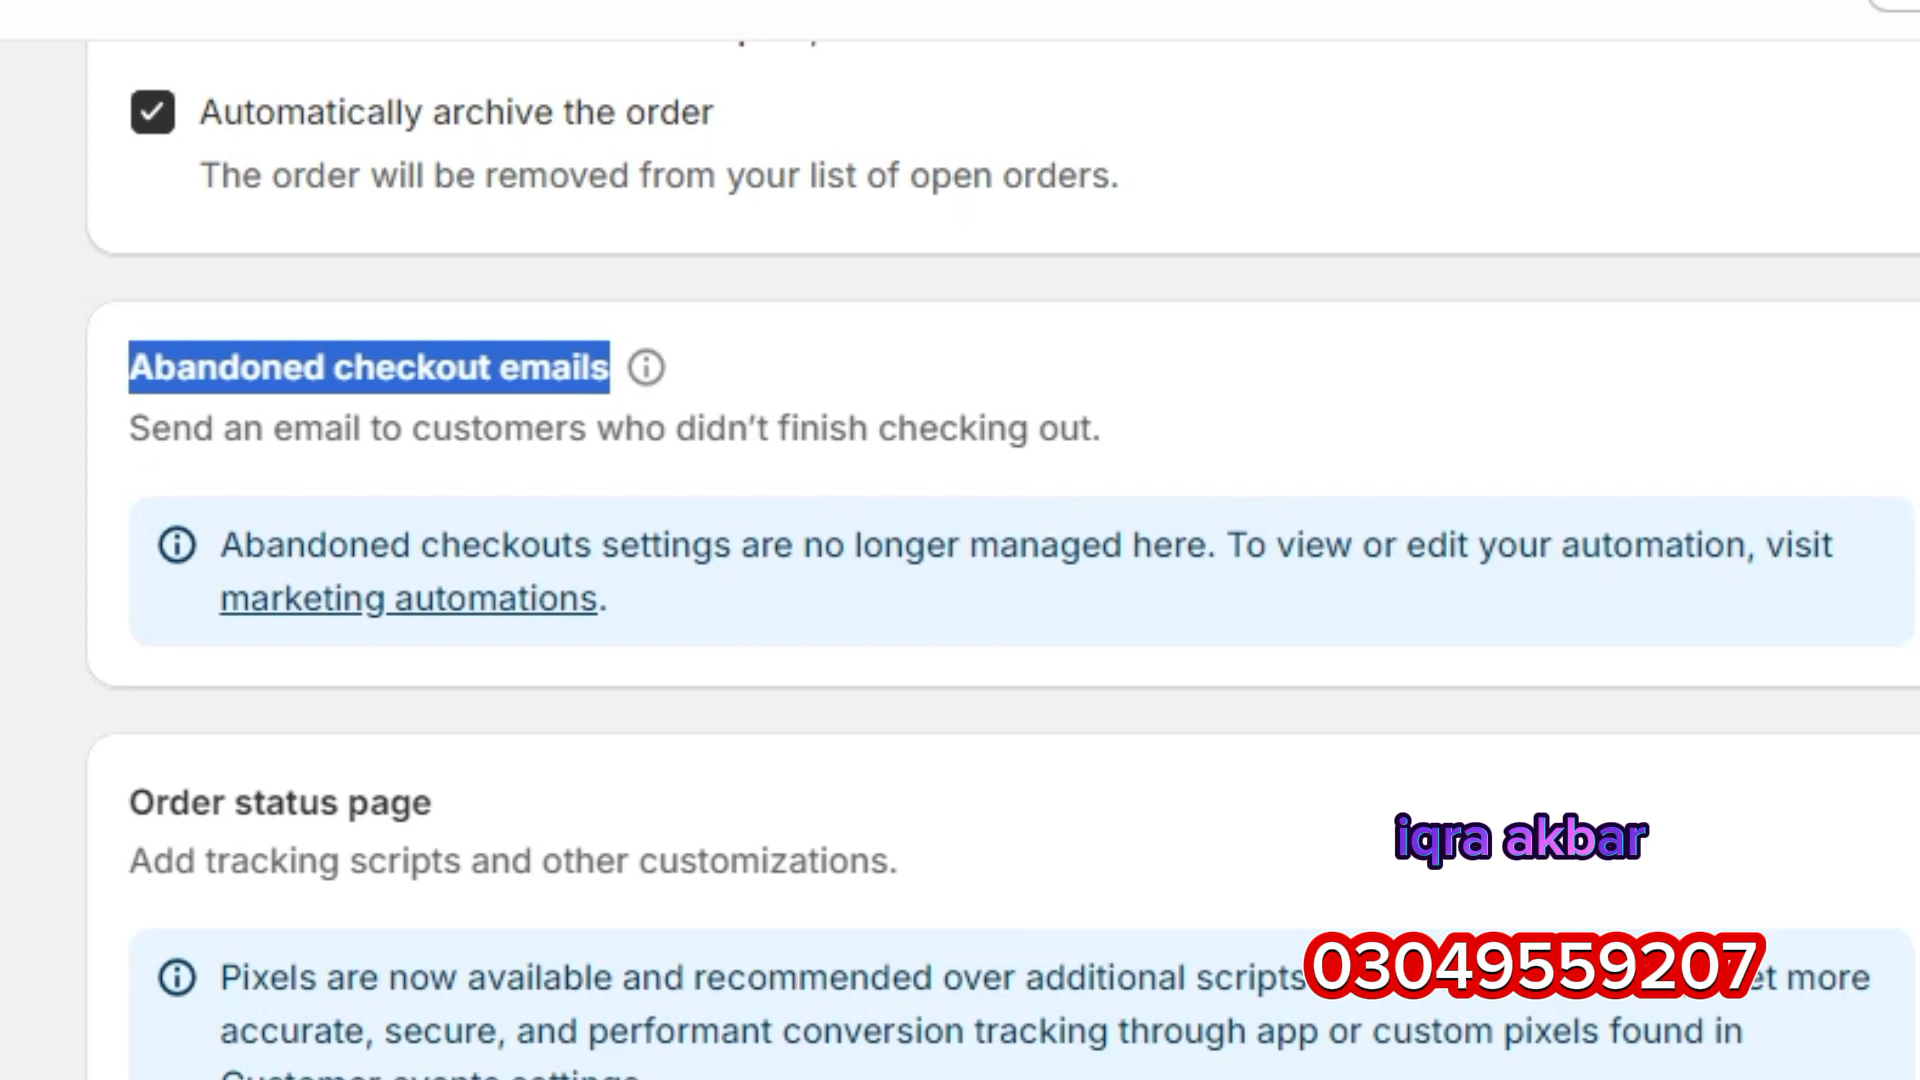 Automatically archive the order
The order will be removed from your list of open orders.
Abandoned checkout emails
Send an email to customers who didn’t finish checking out.
Abandoned checkouts settings are no longer managed here. To view or edit your automation, visit
marketing automations.
Order status page
Add tracking scripts and other customizations.
iqra akbar
03049559207
Pixels are now available and recommended over additional scripts more
accurate, secure, and performant conversion tracking through app or custom pixels found in